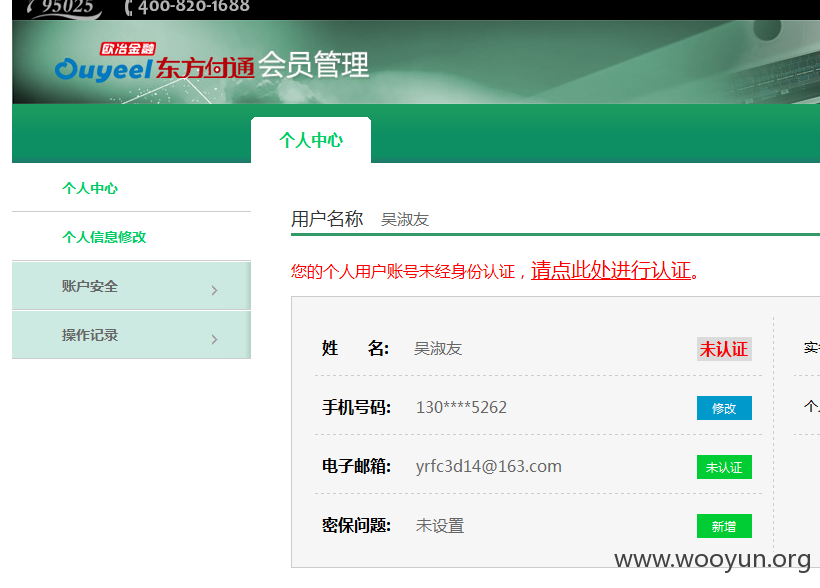 95025 400-820-1688
欧冶金融
Ouyeel 东方付通 会员管理
个人中心
个人中心
个人信息修改
账户安全
操作记录
用户名称 吴淑友
您的个人用户账号未经身份认证，请点此处进行认证。
姓 名: 吴淑友 未认证
手机号码: 130****5262 修改
电子邮箱: yrfc3d14@163.com 未认证
密保问题: 未设置 新增
个人
www.wooyun.org